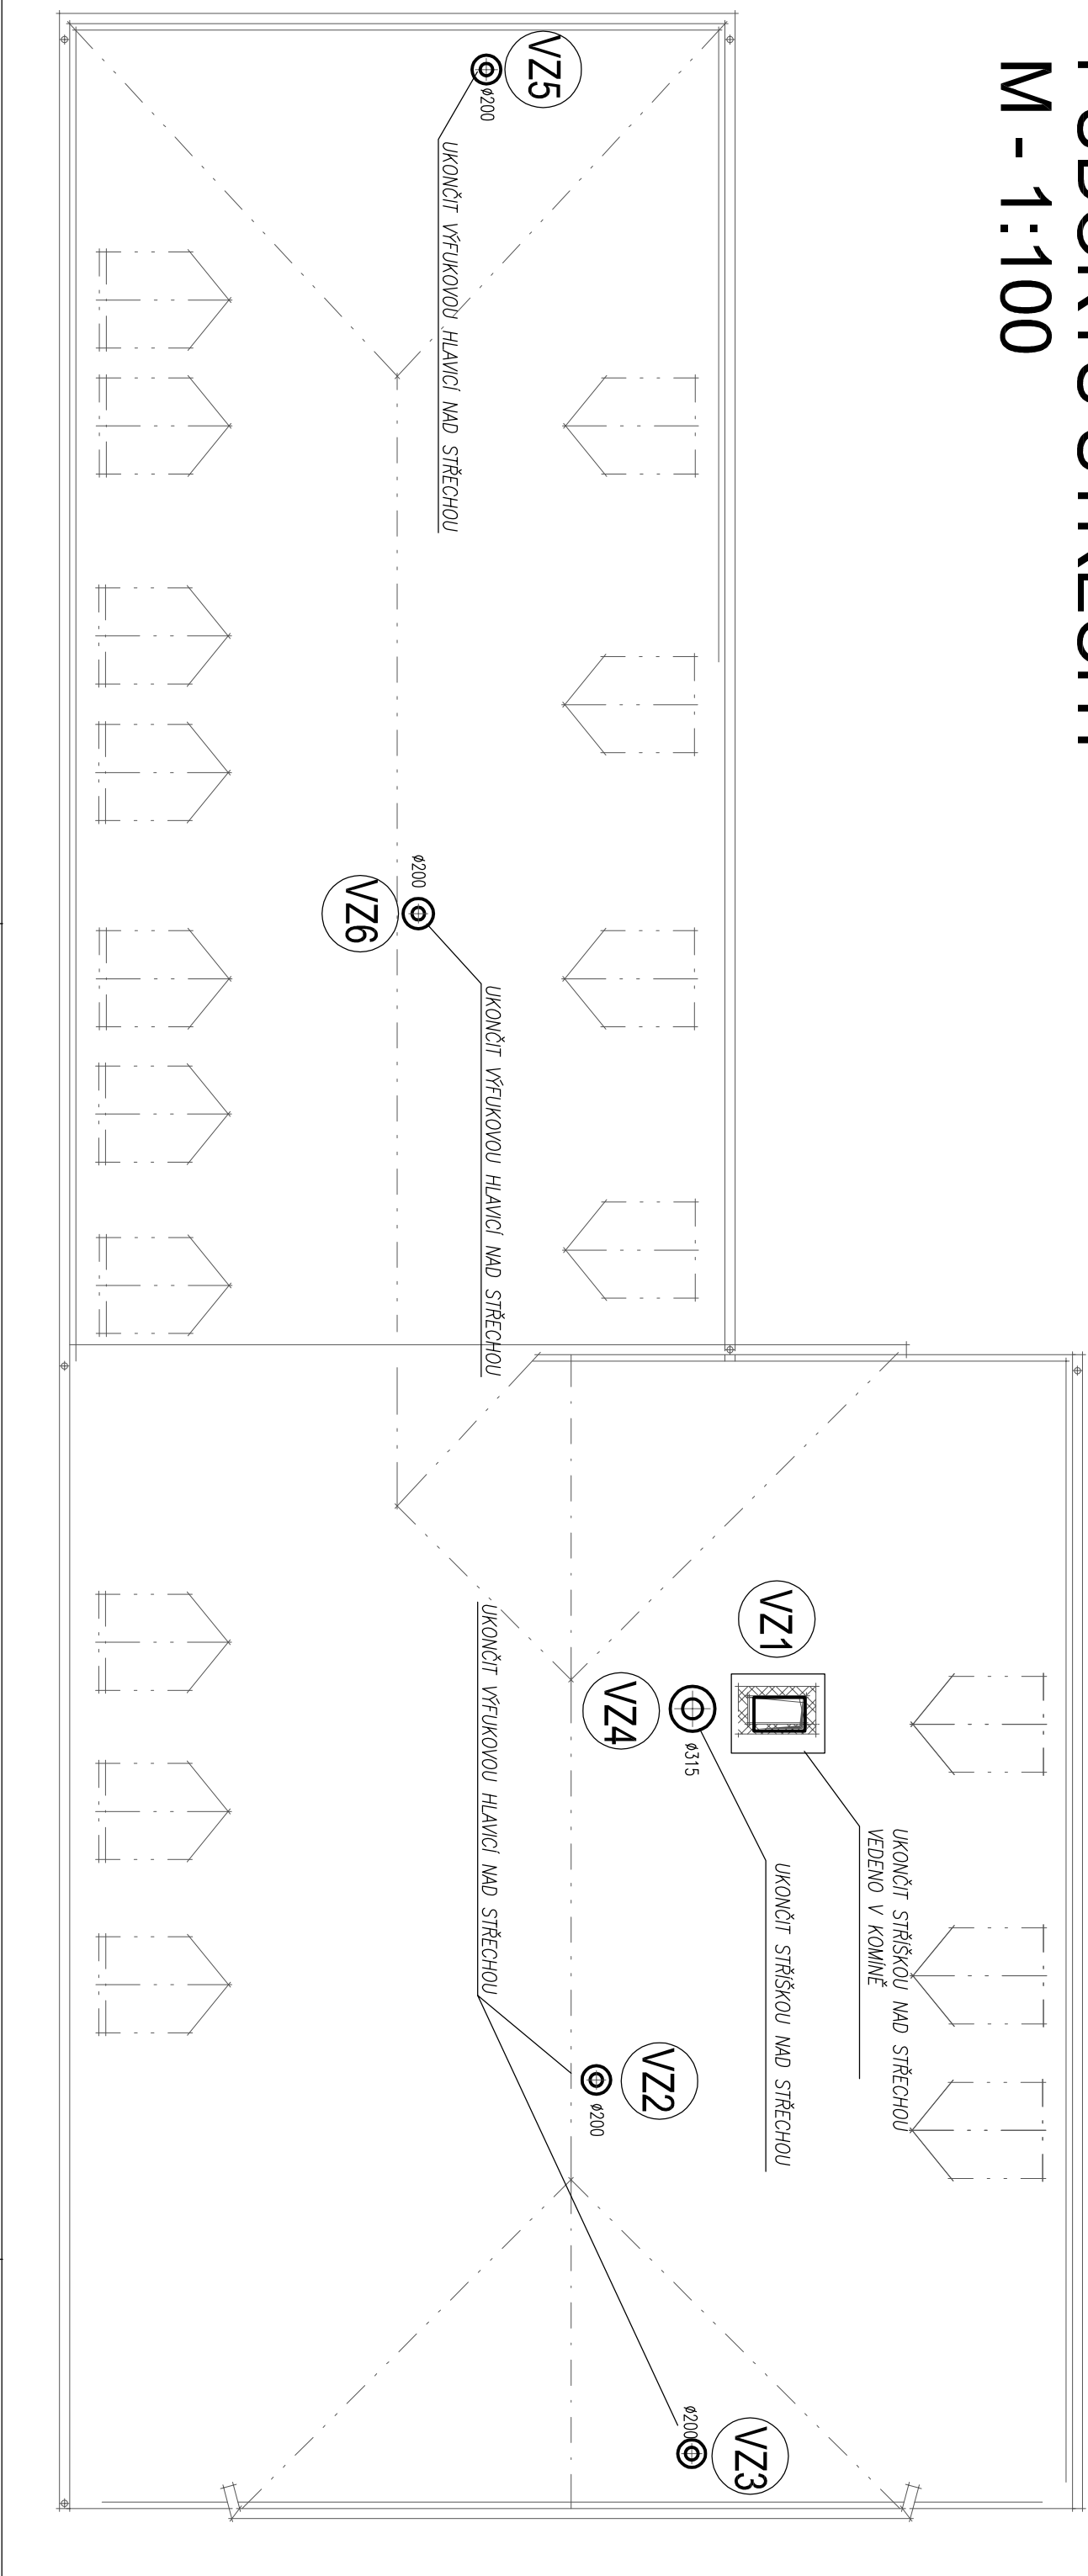 M - 1:100
VZ5
ø200
UKONČIT VÝFUKOVOU HLAVICÍ NAD STŘECHOU
ø200
VZ6
UKONČIT VÝFUKOVOU HLAVICÍ NAD STŘECHOU
VZ1
UKONČIT STŘÍŠKOU NAD STŘECHOU
VEDENO V KOMÍNĚ
VZ4
ø315
UKONČIT STŘÍŠKOU NAD STŘECHOU
UKONČIT VÝFUKOVOU HLAVICÍ NAD STŘECHOU
VZ2
ø200
VZ3
ø200